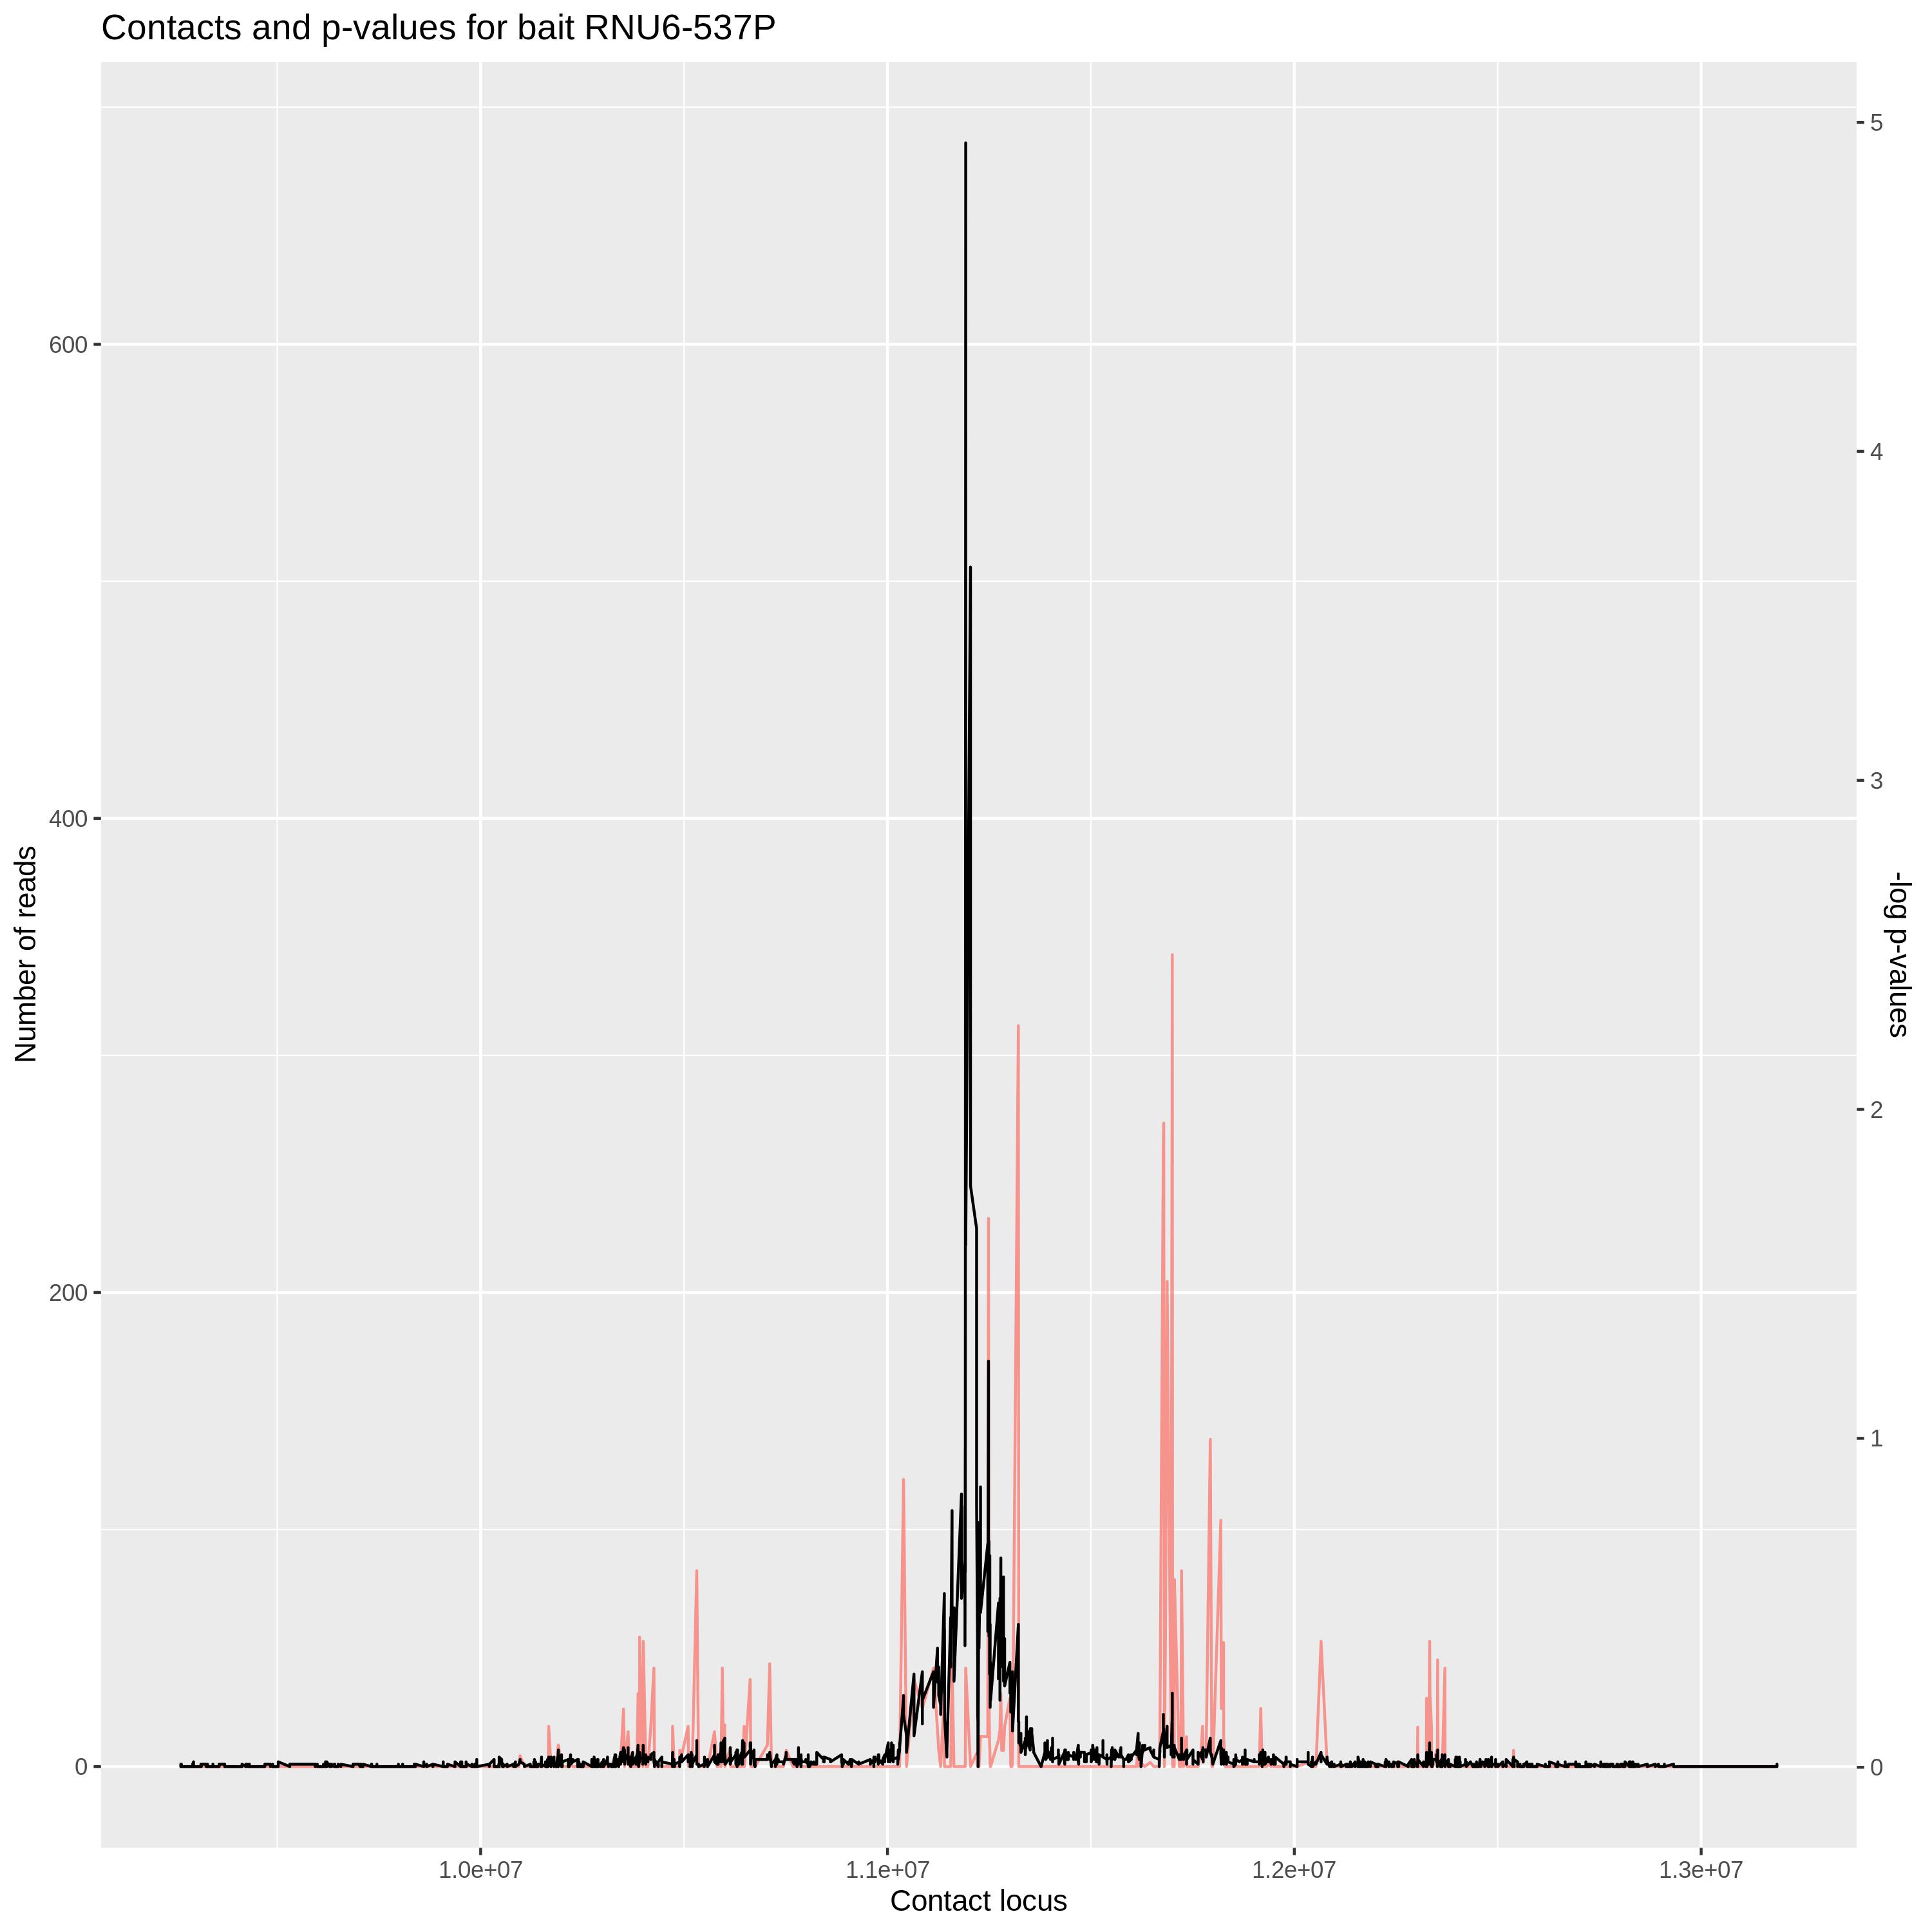 Contacts and p-values for bait RNU6-537P
600
400
200
0
Number of reads
5
4
3
2
1
0
-log p-values
1.0e+07
1.1e+07
1.2e+07
1.3e+07
Contact locus